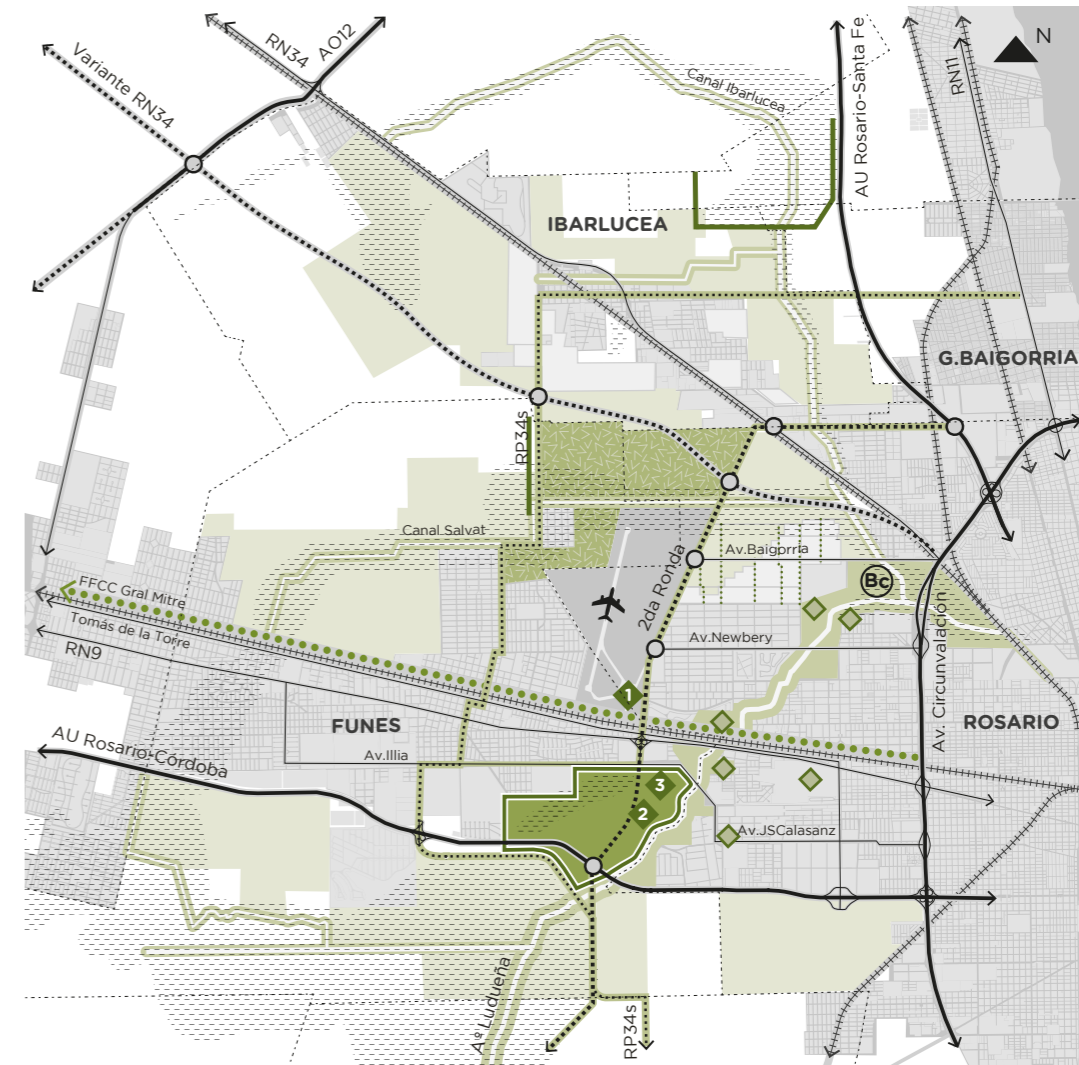 N
RN34
AO12
Variante RN34
Canal Ibarlucea
AU Rosario-Santa Fe
RN11
IBARLUCEA
G.BAIGORRIA
RP34s
Canal Salvat
2da Ronda
Av.Baigprria
Bc
FFCC Gral Mitre
Tomás de la Torre
RN9
Av.Newbery
Av. Circunvalación
1
FUNES
ROSARIO
AU Rosario-Córdoba
Av.Illia
3
2
Av.JSCalasanz
Aº Ludueña
RP34s